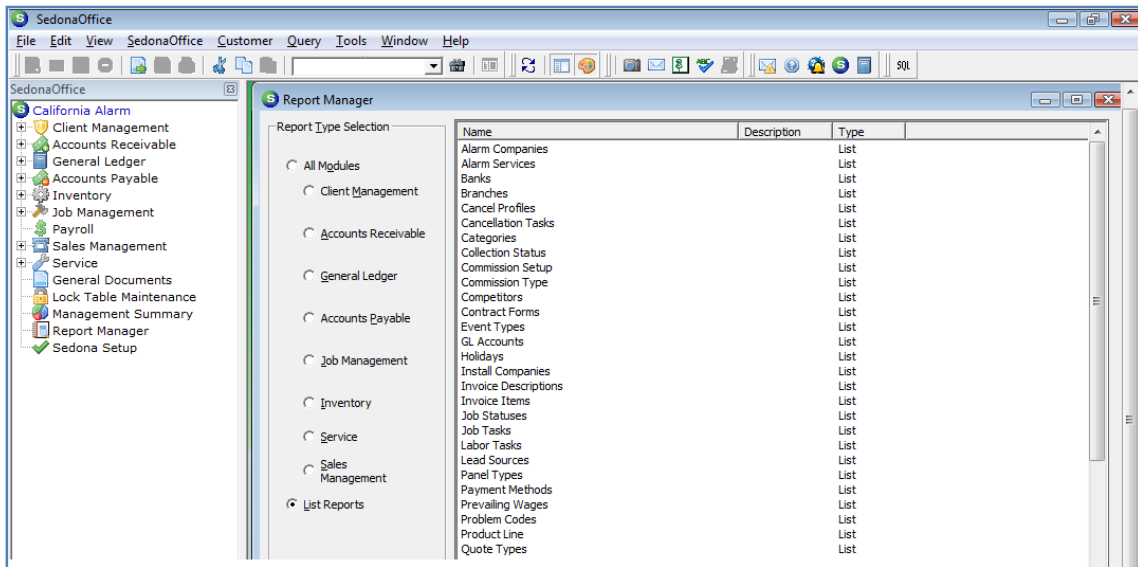 SedonaOffice
File Edit View SedonaOffice Customer Query Tools Window Help
SQL
SedonaOffice
California Alarm
Client Management
Accounts Receivable
General Ledger
Accounts Payable
Inventory
Job Management
Payroll
Sales Management
Service
General Documents
Lock Table Maintenance
Management Summary
Report Manager
Sedona Setup
Report Manager
Report Type Selection
All Modules
Client Management
Accounts Receivable
General Ledger
Accounts Payable
Job Management
Inventory
Service
Sales
Management
List Reports
Name Description Type
Alarm Companies List
Alarm Services List
Banks List
Branches List
Cancel Profiles List
Cancellation Tasks List
Categories List
Collection Status List
Commission Setup List
Commission Type List
Competitors List
Contract Forms List
Event Types List
GL Accounts List
Holidays List
Install Companies List
Invoice Descriptions List
Invoice Items List
Job Statuses List
Job Tasks List
Labor Tasks List
Lead Sources List
Panel Types List
Payment Methods List
Prevailing Wages List
Problem Codes List
Product Line List
Quote Types List